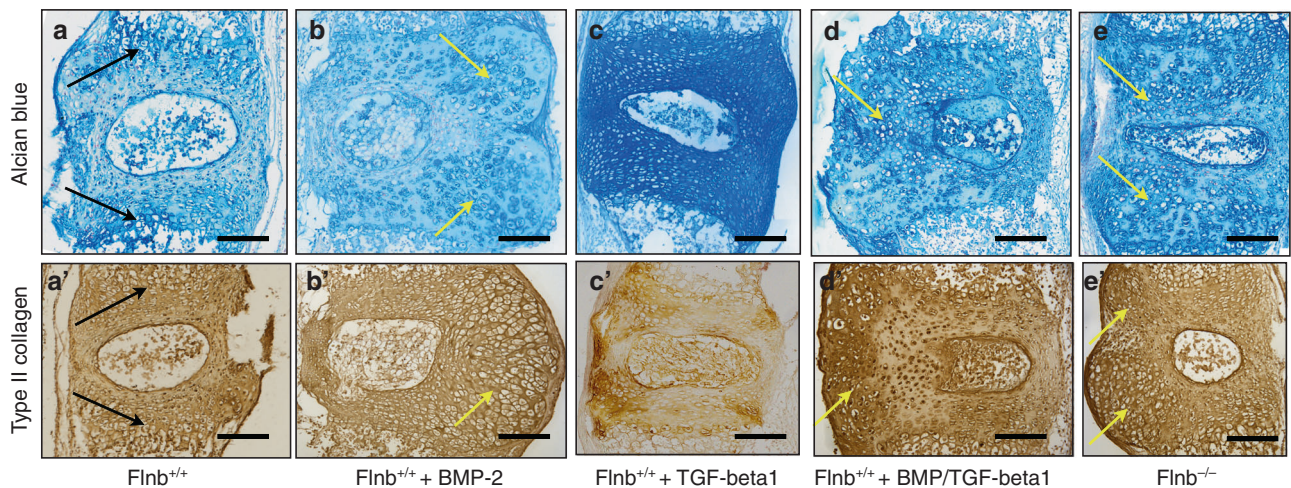 a b c d e
Alcian blue
a' b' c' d' e'
Type II collagen
Flnb+/+ Flnb+/+ + BMP-2 Flnb+/+ + TGF-beta1 Flnb+/+ + BMP/TGF-beta1 Flnb−/−